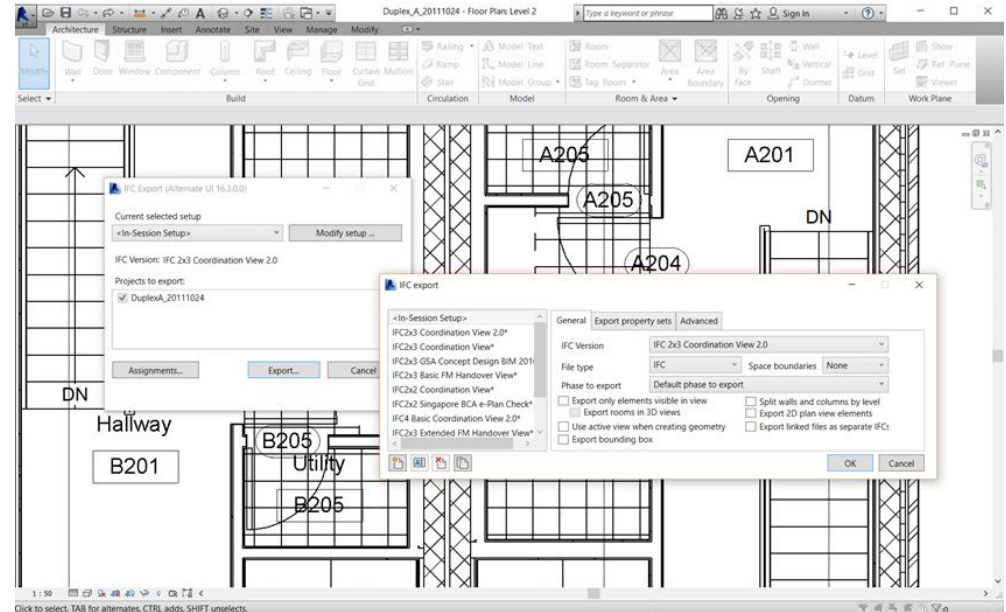 Duplex_A_20111024 - Floor Plan: Level 2
Type a keyword or phrase
Sign In
Architecture Structure Insert Annotate Site View Manage Modify
Modify
Wall Door Window Component Column Roof Ceiling Floor Curtain Grid Mullion
Railing
Ramp
Stair
Model Text
Model Line
Model Group
Room
Room Separator
Tag Room
Area
Area Boundary
By Face
Shaft
Wall
Vertical
Dormer
Level
Grid
Set
Show
Ref Plane
Viewer
Select Build Circulation Model Room & Area Opening Datum Work Plane
A205
A201
A205
DN
A204
IFC Export (Alternate UI 16.3.0.0)
Current selected setup
<In-Session Setup>
Modify setup ...
IFC Version: IFC 2x3 Coordination View 2.0
Projects to export:
DuplexA_20111024
Assignments...
Export...
Cancel
IFC export
<In-Session Setup>
IFC2x3 Coordination View 2.0*
IFC2x3 Coordination View*
IFC2x3 GSA Concept Design BIM 201
IFC2x3 Basic FM Handover View*
IFC2x2 Coordination View*
IFC2x2 Singapore BCA e-Plan Check*
IFC4 Basic Coordination View 2.0*
IFC2x3 Extended FM Handover View*
General Export property sets Advanced
IFC Version IFC 2x3 Coordination View 2.0
File type IFC Space boundaries None
Phase to export Default phase to export
Export only elements visible in view
Export rooms in 3D views
Use active view when creating geometry
Export bounding box
Split walls and columns by level
Export 2D plan view elements
Export linked files as separate IFCs
OK Cancel
DN
Hallway
B201
B205
Utility
B205
1 : 50
Click to select, TAB for alternates, CTRL adds, SHIFT unselects.
:0